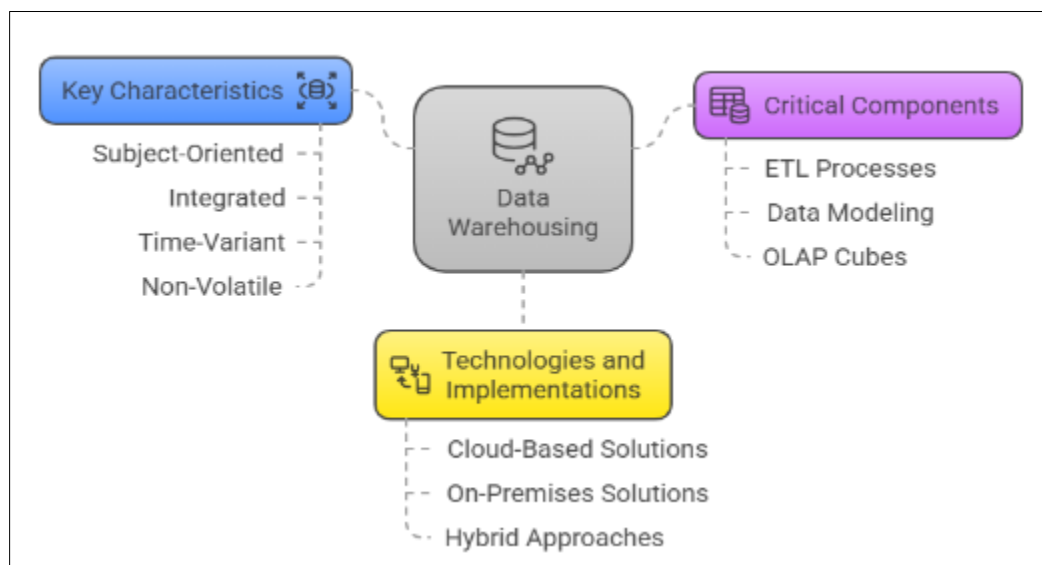 Key Characteristics
Subject-Oriented
Integrated
Time-Variant
Non-Volatile
Data
Warehousing
Critical Components
ETL Processes
Data Modeling
OLAP Cubes
Technologies and
Implementations
Cloud-Based Solutions
On-Premises Solutions
Hybrid Approaches